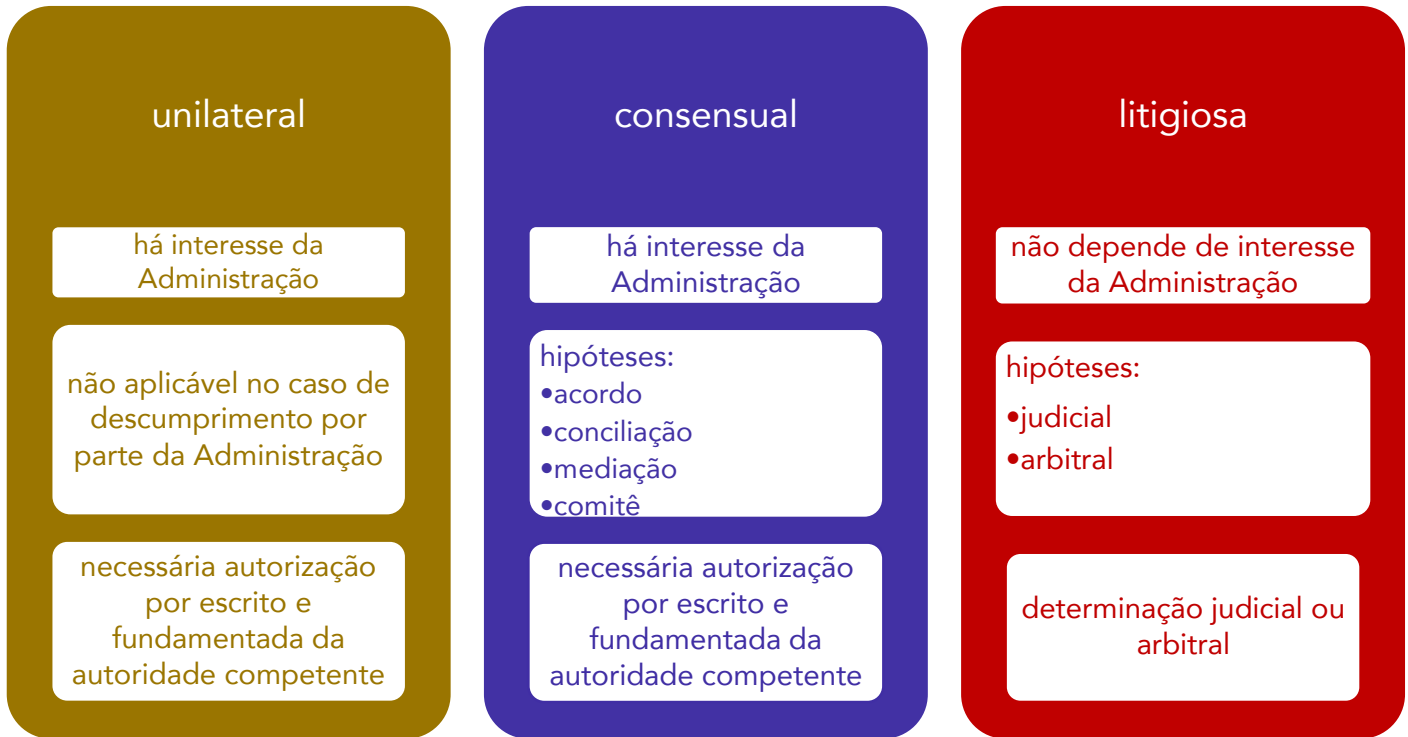 unilateral
há interesse da
Administração
não aplicável no caso de
descumprimento por
parte da Administração
necessária autorização
por escrito e
fundamentada da
autoridade competente
consensual
há interesse da
Administração
hipóteses:
•acordo
•conciliação
•mediação
•comitê
necessária autorização
por escrito e
fundamentada da
autoridade competente
litigiosa
não depende de interesse
da Administração
hipóteses:
•judicial
•arbitral
determinação judicial ou
arbitral